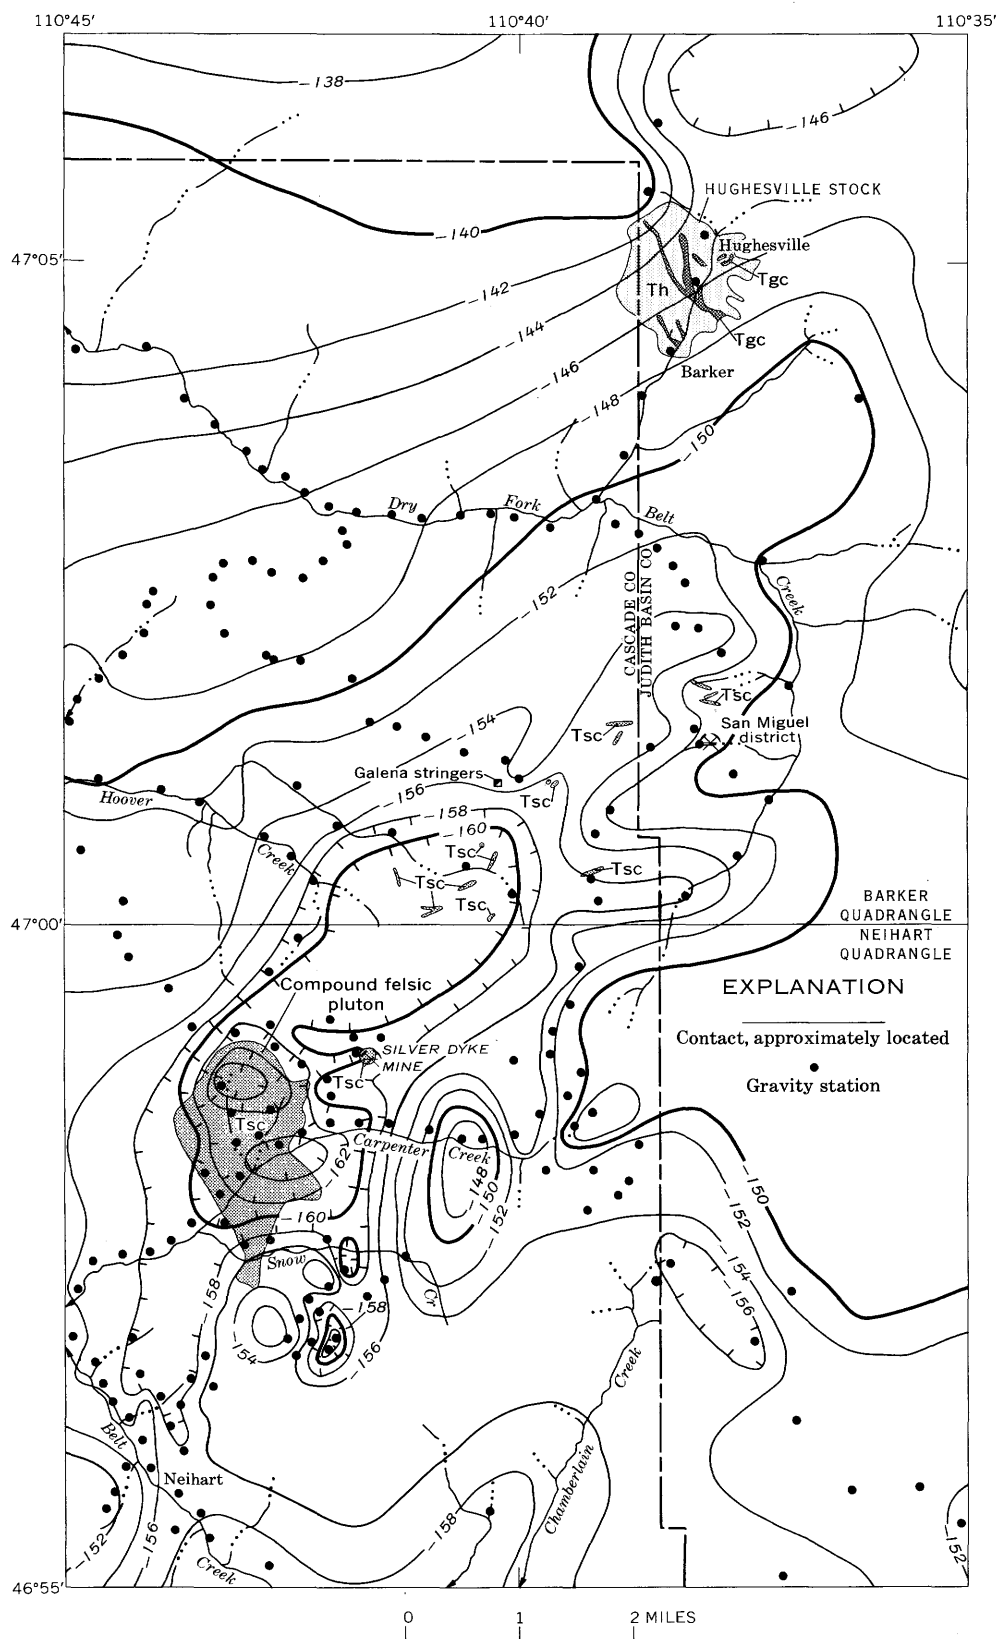 110°45′ 110°40′ 110°35′
-138
-146
HUGHESVILLE STOCK
-140
Hughesville
47°05′
Tgc
Th
-142
-144
Tgc
-146
Barker
-148
-150
Dry Fork Belt Creek
-152
CASCADE CO
JUDITH BASIN CO
Tsc
-154
Tsc
San Miguel
district
Galena stringers
Hoover Creek
-156
Tsc
-158
-160
Tsc
Tsc
Tsc
Tsc
BARKER
QUADRANGLE
47°00′
NEIHART
QUADRANGLE
Compound felsic
pluton
EXPLANATION
Contact, approximately located
Gravity station
SILVER DYKE
MINE
Tsc
Tsc
Carpenter Creek
-162
-148
-150
-152
-150
-152
-160
-154
-156
Snow Cr
-158
-158
154
-156
Creek
Belt
Neihart
Chamberlain
-158
-152
-156
-152
Creek
46°55′
0 1 2 MILES